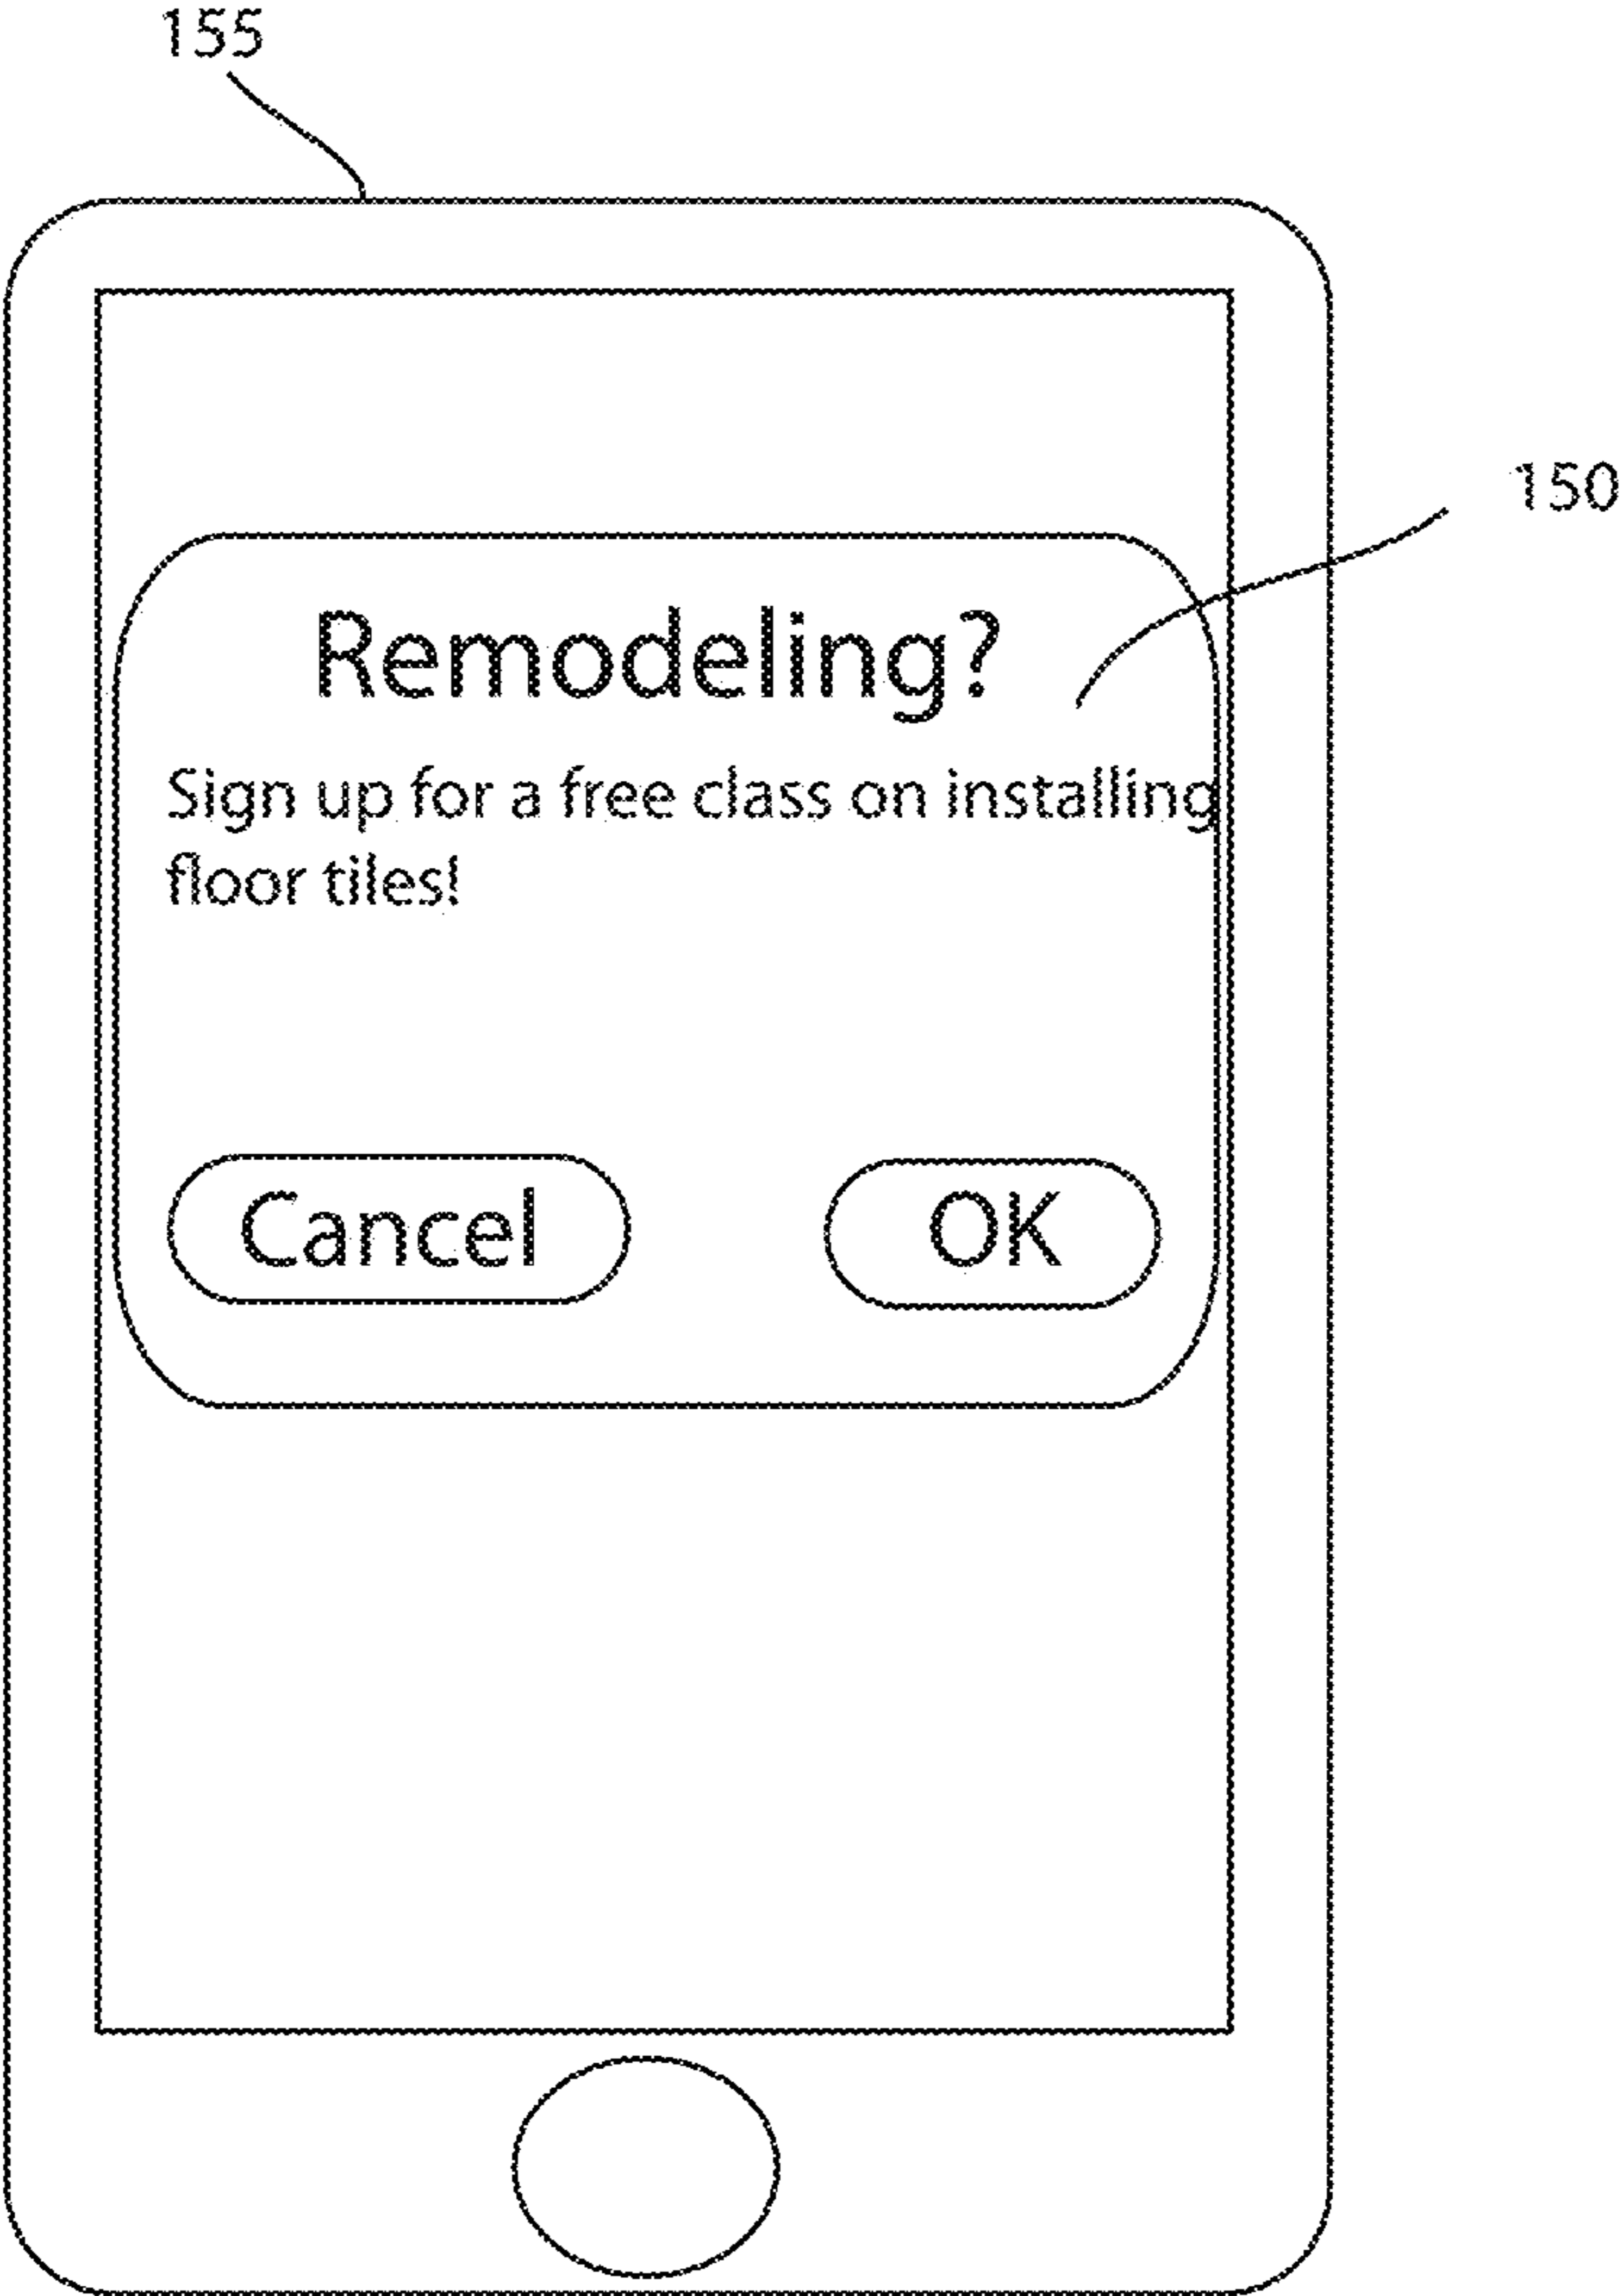 155
150
Remodeling?
Sign up for a free class on installing
floor tiles!
Cancel
OK